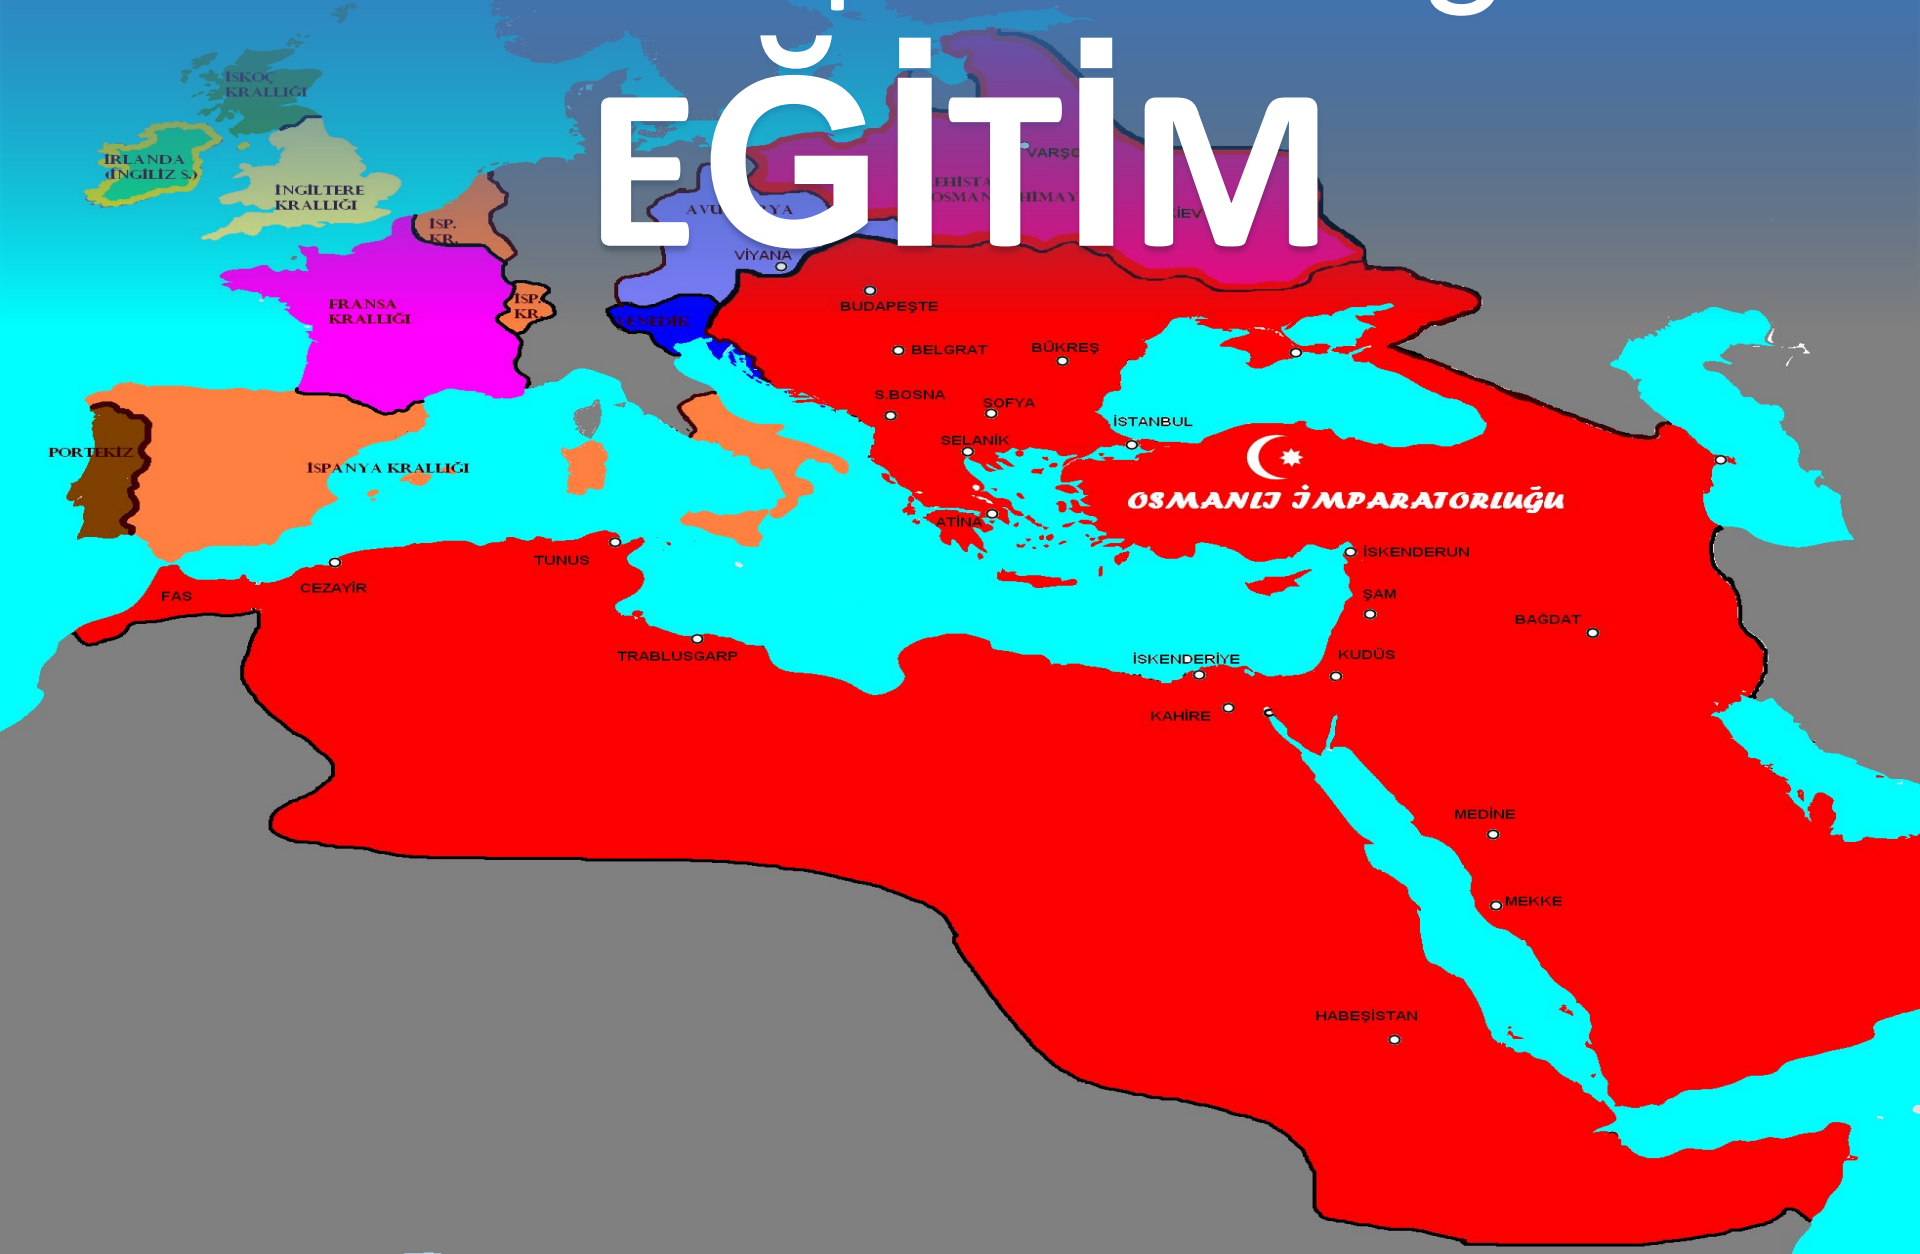 EĞİTİM
İSKOÇ
KRALLIĞI
İRLANDA
(İNGİLİZ S.)
İNGİLTERE
KRALLIĞI
İSP.
KR.
VİYANA
FRANSA
KRALLIĞI
İSP.
KR.
VENEDİK
BUDAPEŞTE
BELGRAT
BÜKREŞ
S.BOSNA
SOFYA
İSTANBUL
SELANİK
PORTEKİZ
İSPANYA KRALLIĞI
OSMANLI İMPARATORLUĞU
ATİNA
TUNUS
İSKENDERUN
CEZAYİR
FAS
ŞAM
BAĞDAT
TRABLUSGARP
İSKENDERİYE
KUDÜS
KAHİRE
MEDİNE
MEKKE
HABEŞİSTAN